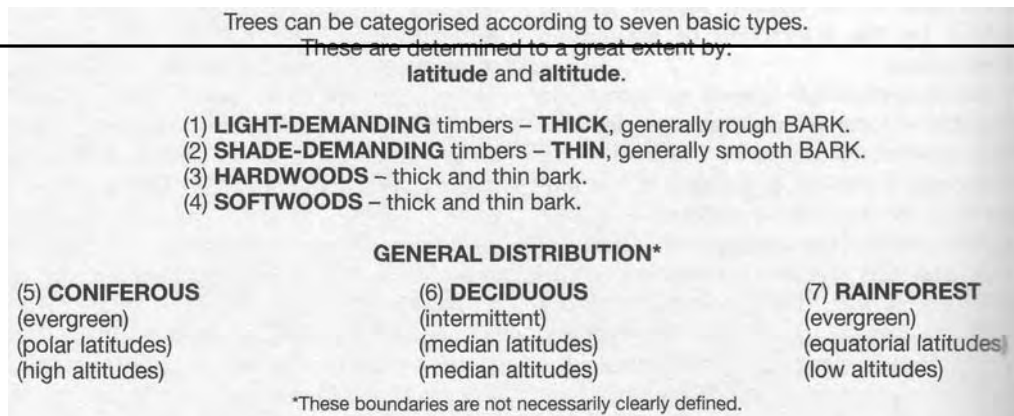 Trees can be categorised according to seven basic types.
These are determined to a great extent by:
latitude and altitude.
(1) LIGHT-DEMANDING timbers – THICK, generally rough BARK.
(2) SHADE-DEMANDING timbers – THIN, generally smooth BARK.
(3) HARDWOODS – thick and thin bark.
(4) SOFTWOODS – thick and thin bark.
GENERAL DISTRIBUTION*
(5) CONIFEROUS
(evergreen)
(polar latitudes)
(high altitudes)
(6) DECIDUOUS
(intermittent)
(median latitudes)
(median altitudes)
(7) RAINFOREST
(evergreen)
(equatorial latitudes)
(low altitudes)
*These boundaries are not necessarily clearly defined.